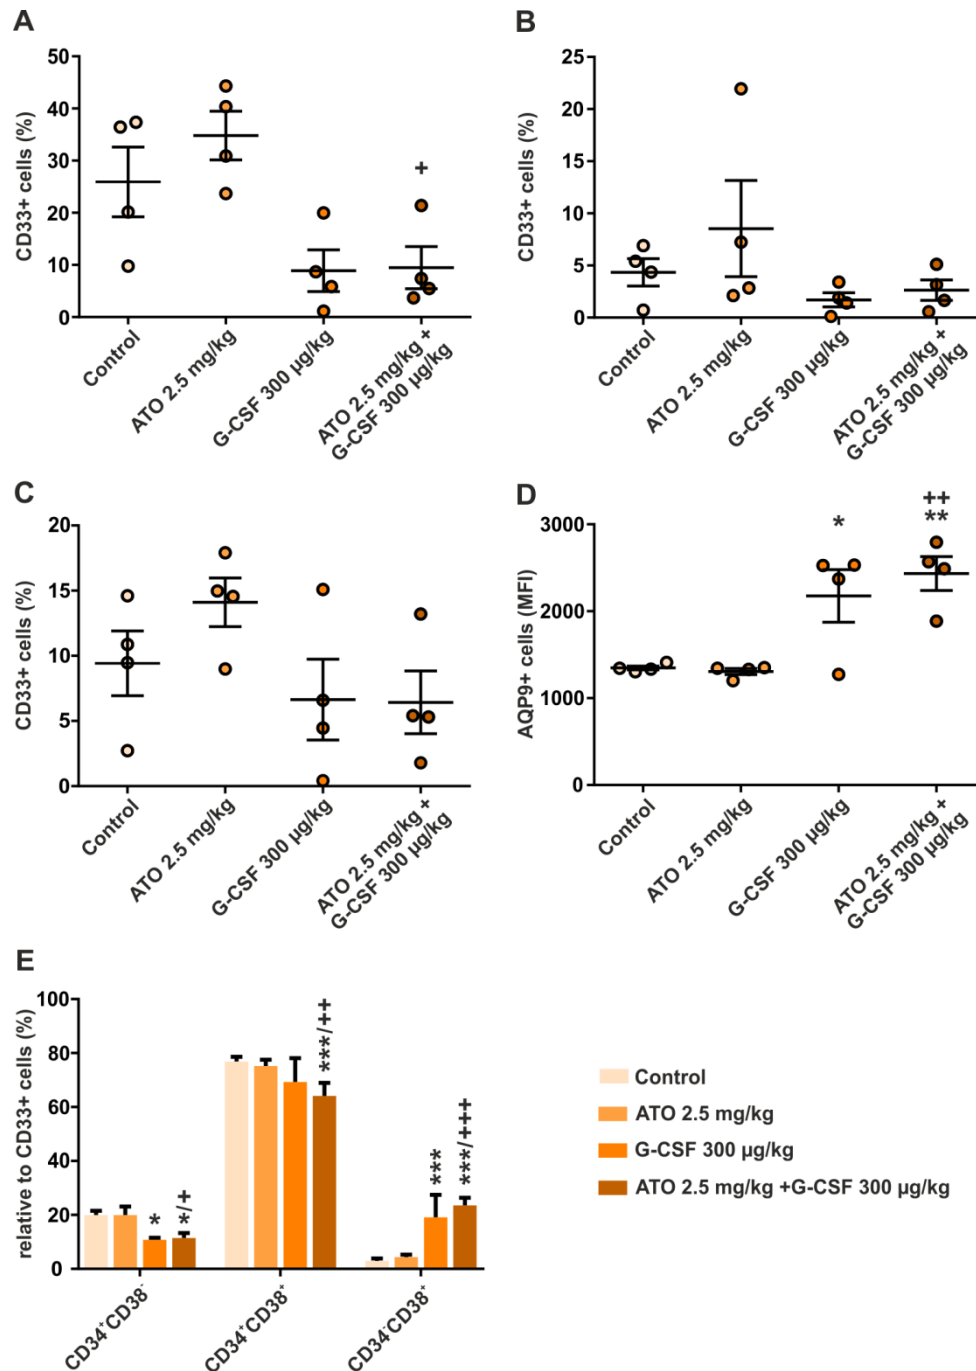 A
CD33+ cells (%)
50
40
30
20
10
0
+
Control
ATO 2.5 mg/kg
G-CSF 300 µg/kg
ATO 2.5 mg/kg +
G-CSF 300 µg/kg
B
CD33+ cells (%)
25
20
15
10
5
0
Control
ATO 2.5 mg/kg
G-CSF 300 µg/kg
ATO 2.5 mg/kg +
G-CSF 300 µg/kg
C
CD33+ cells (%)
20
15
10
5
0
Control
ATO 2.5 mg/kg
G-CSF 300 µg/kg
ATO 2.5 mg/kg +
G-CSF 300 µg/kg
D
AQP9+ cells (MFI)
3000
2000
1000
0
*
++
**
Control
ATO 2.5 mg/kg
G-CSF 300 µg/kg
ATO 2.5 mg/kg +
G-CSF 300 µg/kg
E
relative to CD33+ cells (%)
100
80
60
40
20
0
*
*/+
***/++
***
***/+++
CD34⁺CD38⁻
CD34⁺CD38⁺
CD34⁻CD38⁺
Control
ATO 2.5 mg/kg
G-CSF 300 µg/kg
ATO 2.5 mg/kg +G-CSF 300 µg/kg